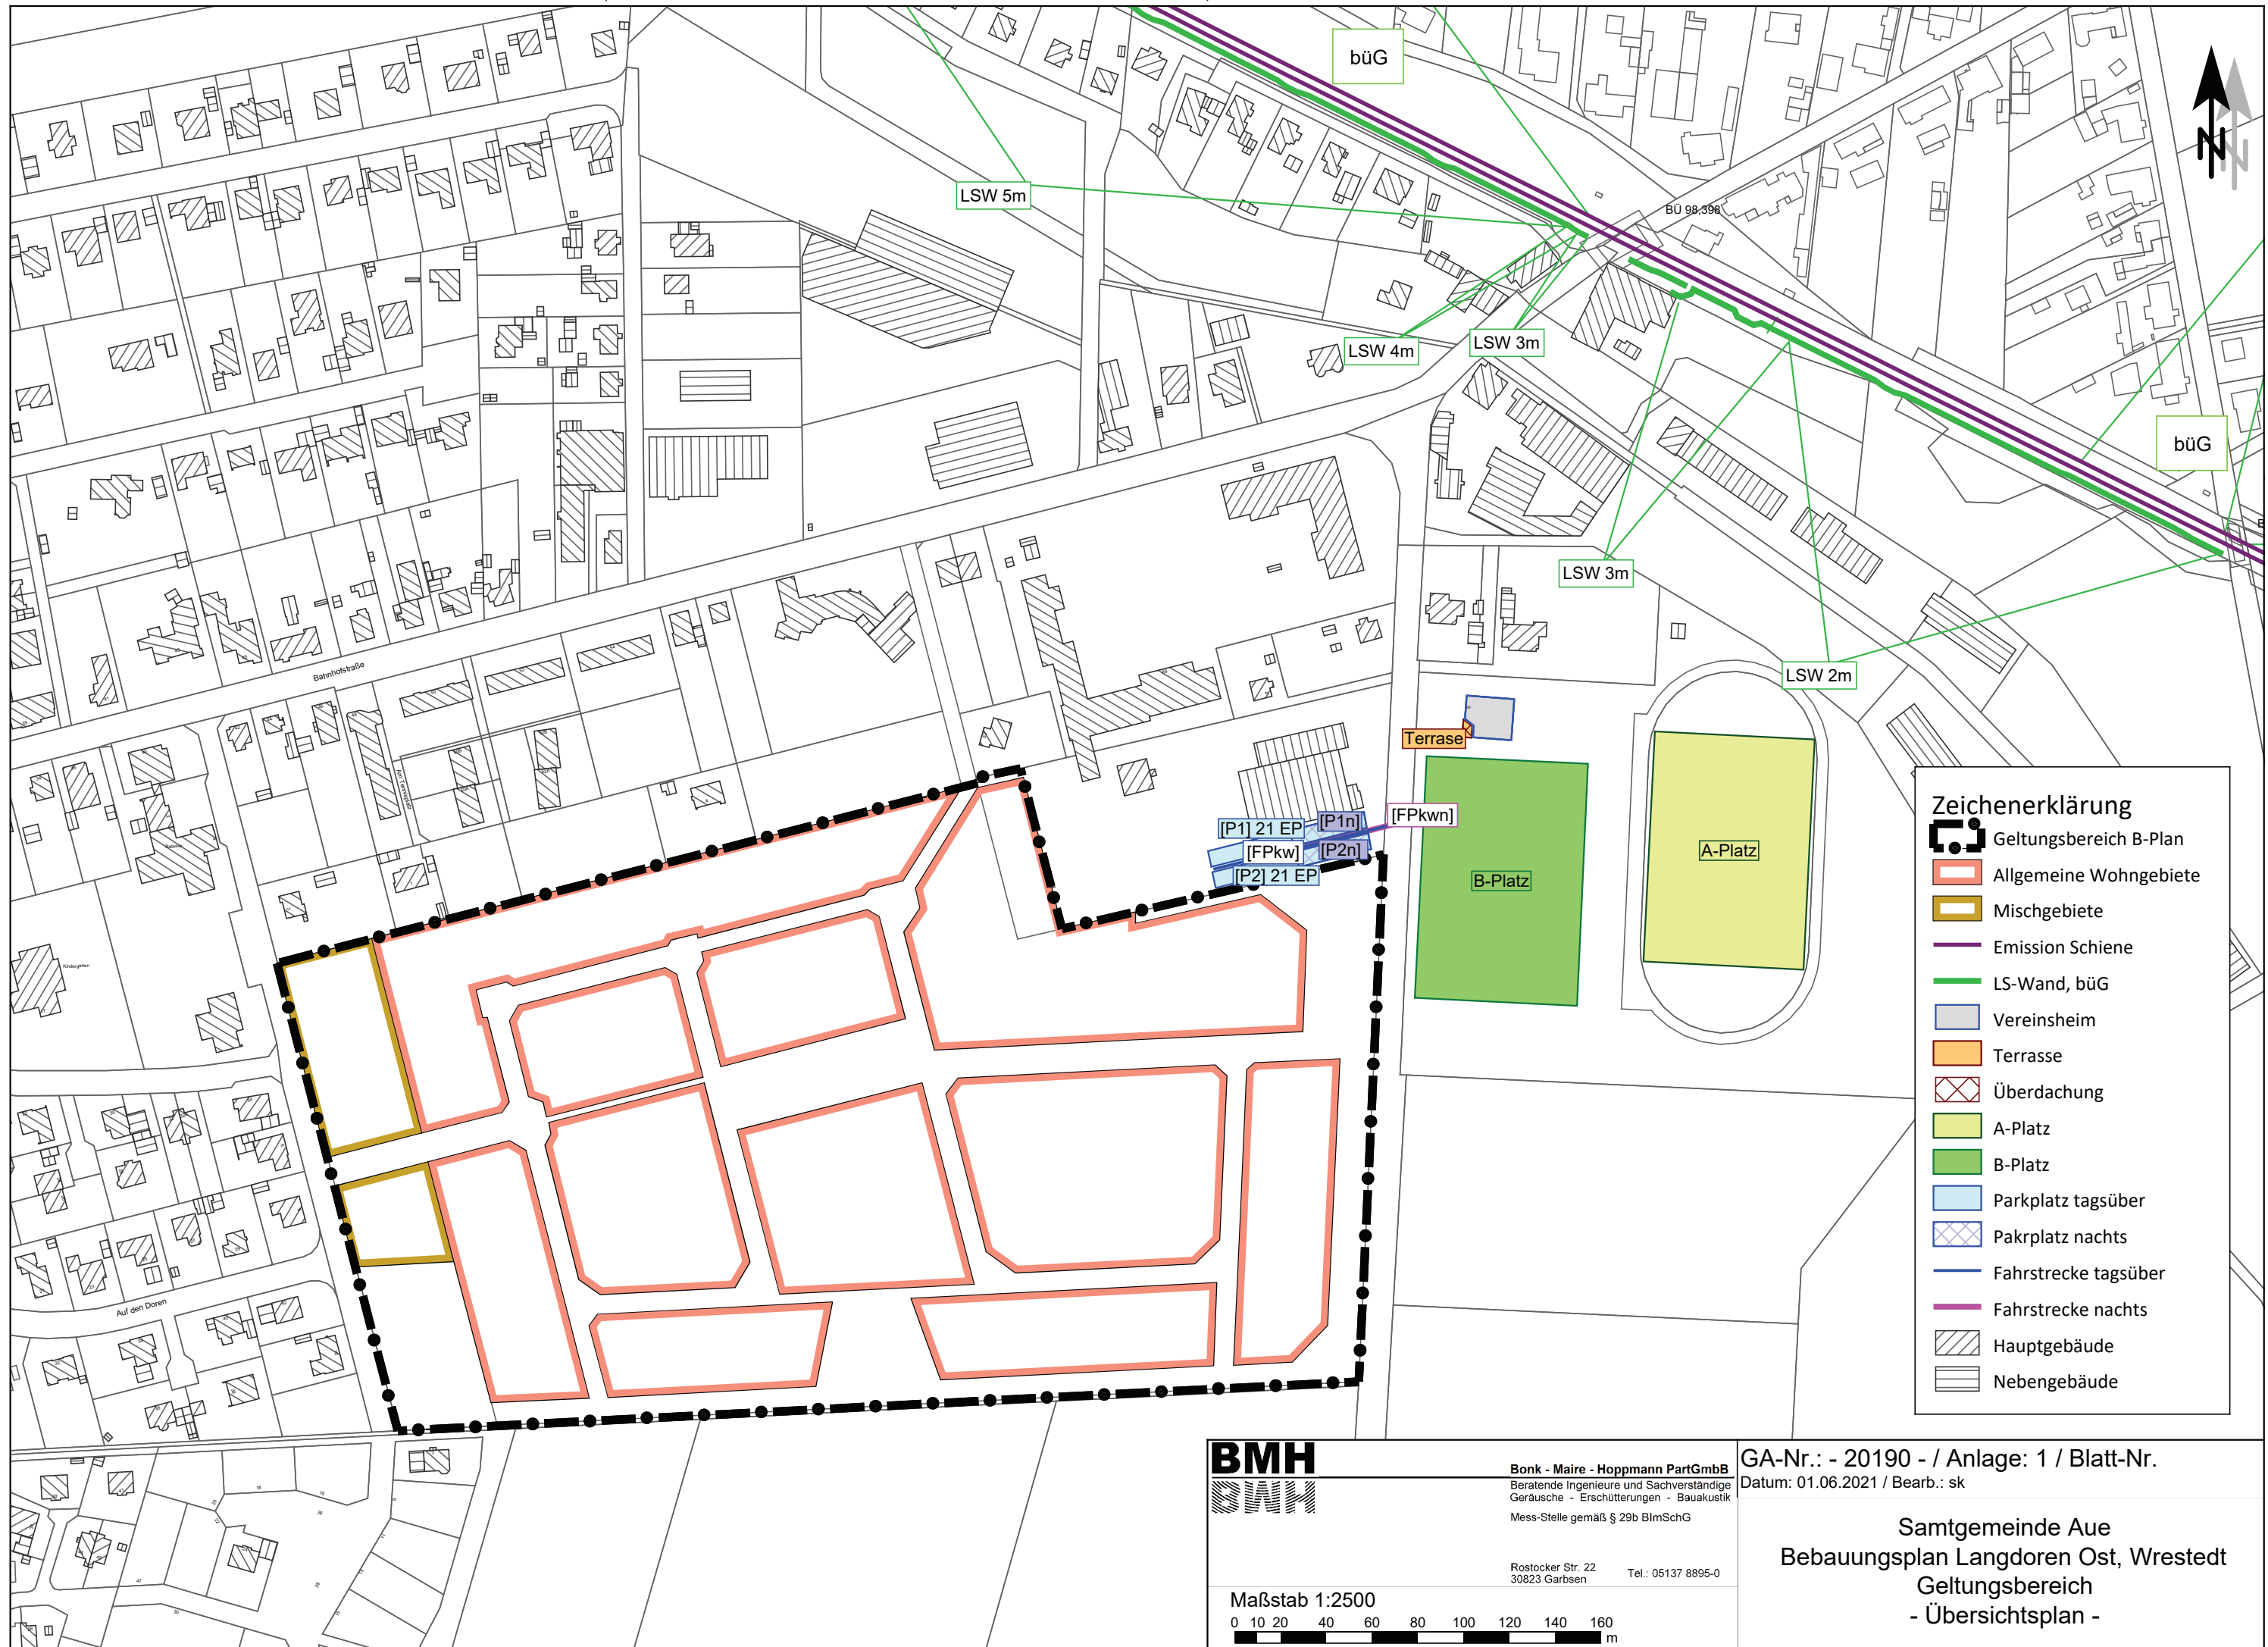 büG
LSW 5m
BÜ 98,398
LSW 4m
LSW 3m
büG
LSW 3m
LSW 2m
Bahnhofstraße
Am Tennisplatz
Terrase
[P1] 21 EP
[P1n]
[FPkwn]
[FPkw]
[P2n]
[P2] 21 EP
B-Platz
A-Platz
Kindergarten
Auf den Doren
N
Zeichenerklärung
Geltungsbereich B-Plan
Allgemeine Wohngebiete
Mischgebiete
Emission Schiene
LS-Wand, büG
Vereinsheim
Terrasse
Überdachung
A-Platz
B-Platz
Parkplatz tagsüber
Pakrplatz nachts
Fahrstrecke tagsüber
Fahrstrecke nachts
Hauptgebäude
Nebengebäude
BMH
Bonk - Maire - Hoppmann PartGmbB
Beratende Ingenieure und Sachverständige
Geräusche - Erschütterungen - Bauakustik
Mess-Stelle gemäß § 29b BImSchG
Rostocker Str. 22
30823 Garbsen
Tel.: 05137 8895-0
Maßstab 1:2500
0 10 20 40 60 80 100 120 140 160
m
GA-Nr.: - 20190 - / Anlage: 1 / Blatt-Nr.
Datum: 01.06.2021 / Bearb.: sk
Samtgemeinde Aue
Bebauungsplan Langdoren Ost, Wrestedt
Geltungsbereich
- Übersichtsplan -